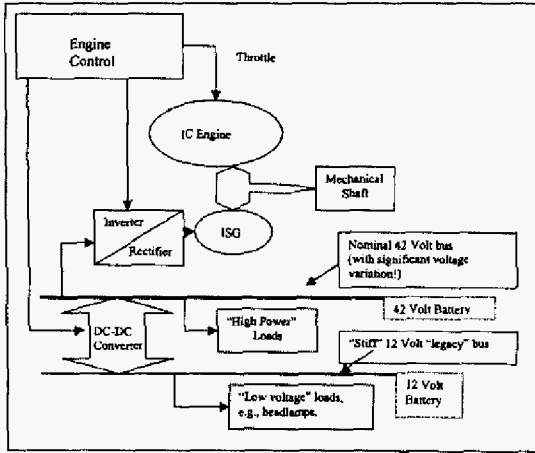 Engine
Control
Throttle
IC Engine
Mechanical
Shaft
Inverter
Rectifier
ISG
Nominal 42 Volt bus
(with significant voltage
variation!)
42 Volt Battery
DC-DC
Converter
"High Power"
Loads
"Stiff" 12 Volt "legacy" bus
12 Volt
Battery
"Low voltage" loads,
e.g., headlamps.